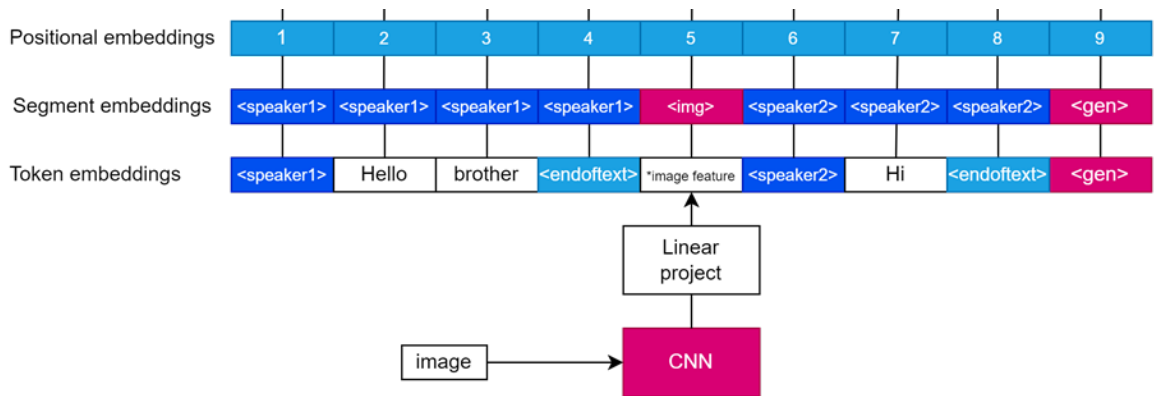 Positional embeddings 1 2 3 4 5 6 7 8 9
Segment embeddings <speaker1> <speaker1> <speaker1> <speaker1> <img> <speaker2> <speaker2> <speaker2> <gen>
Token embeddings <speaker1> Hello brother <endoftext> *image feature <speaker2> Hi <endoftext> <gen>
Linear
project
image CNN